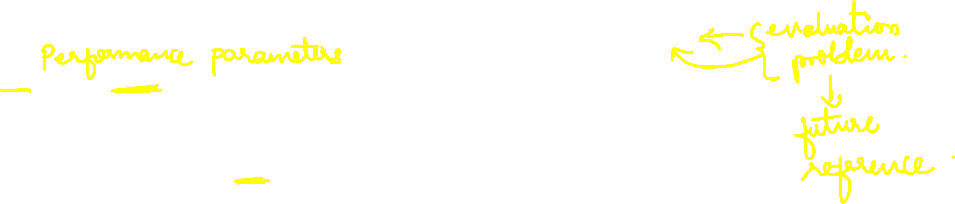 Performance parameters
evaluation
problem.
future
reference.